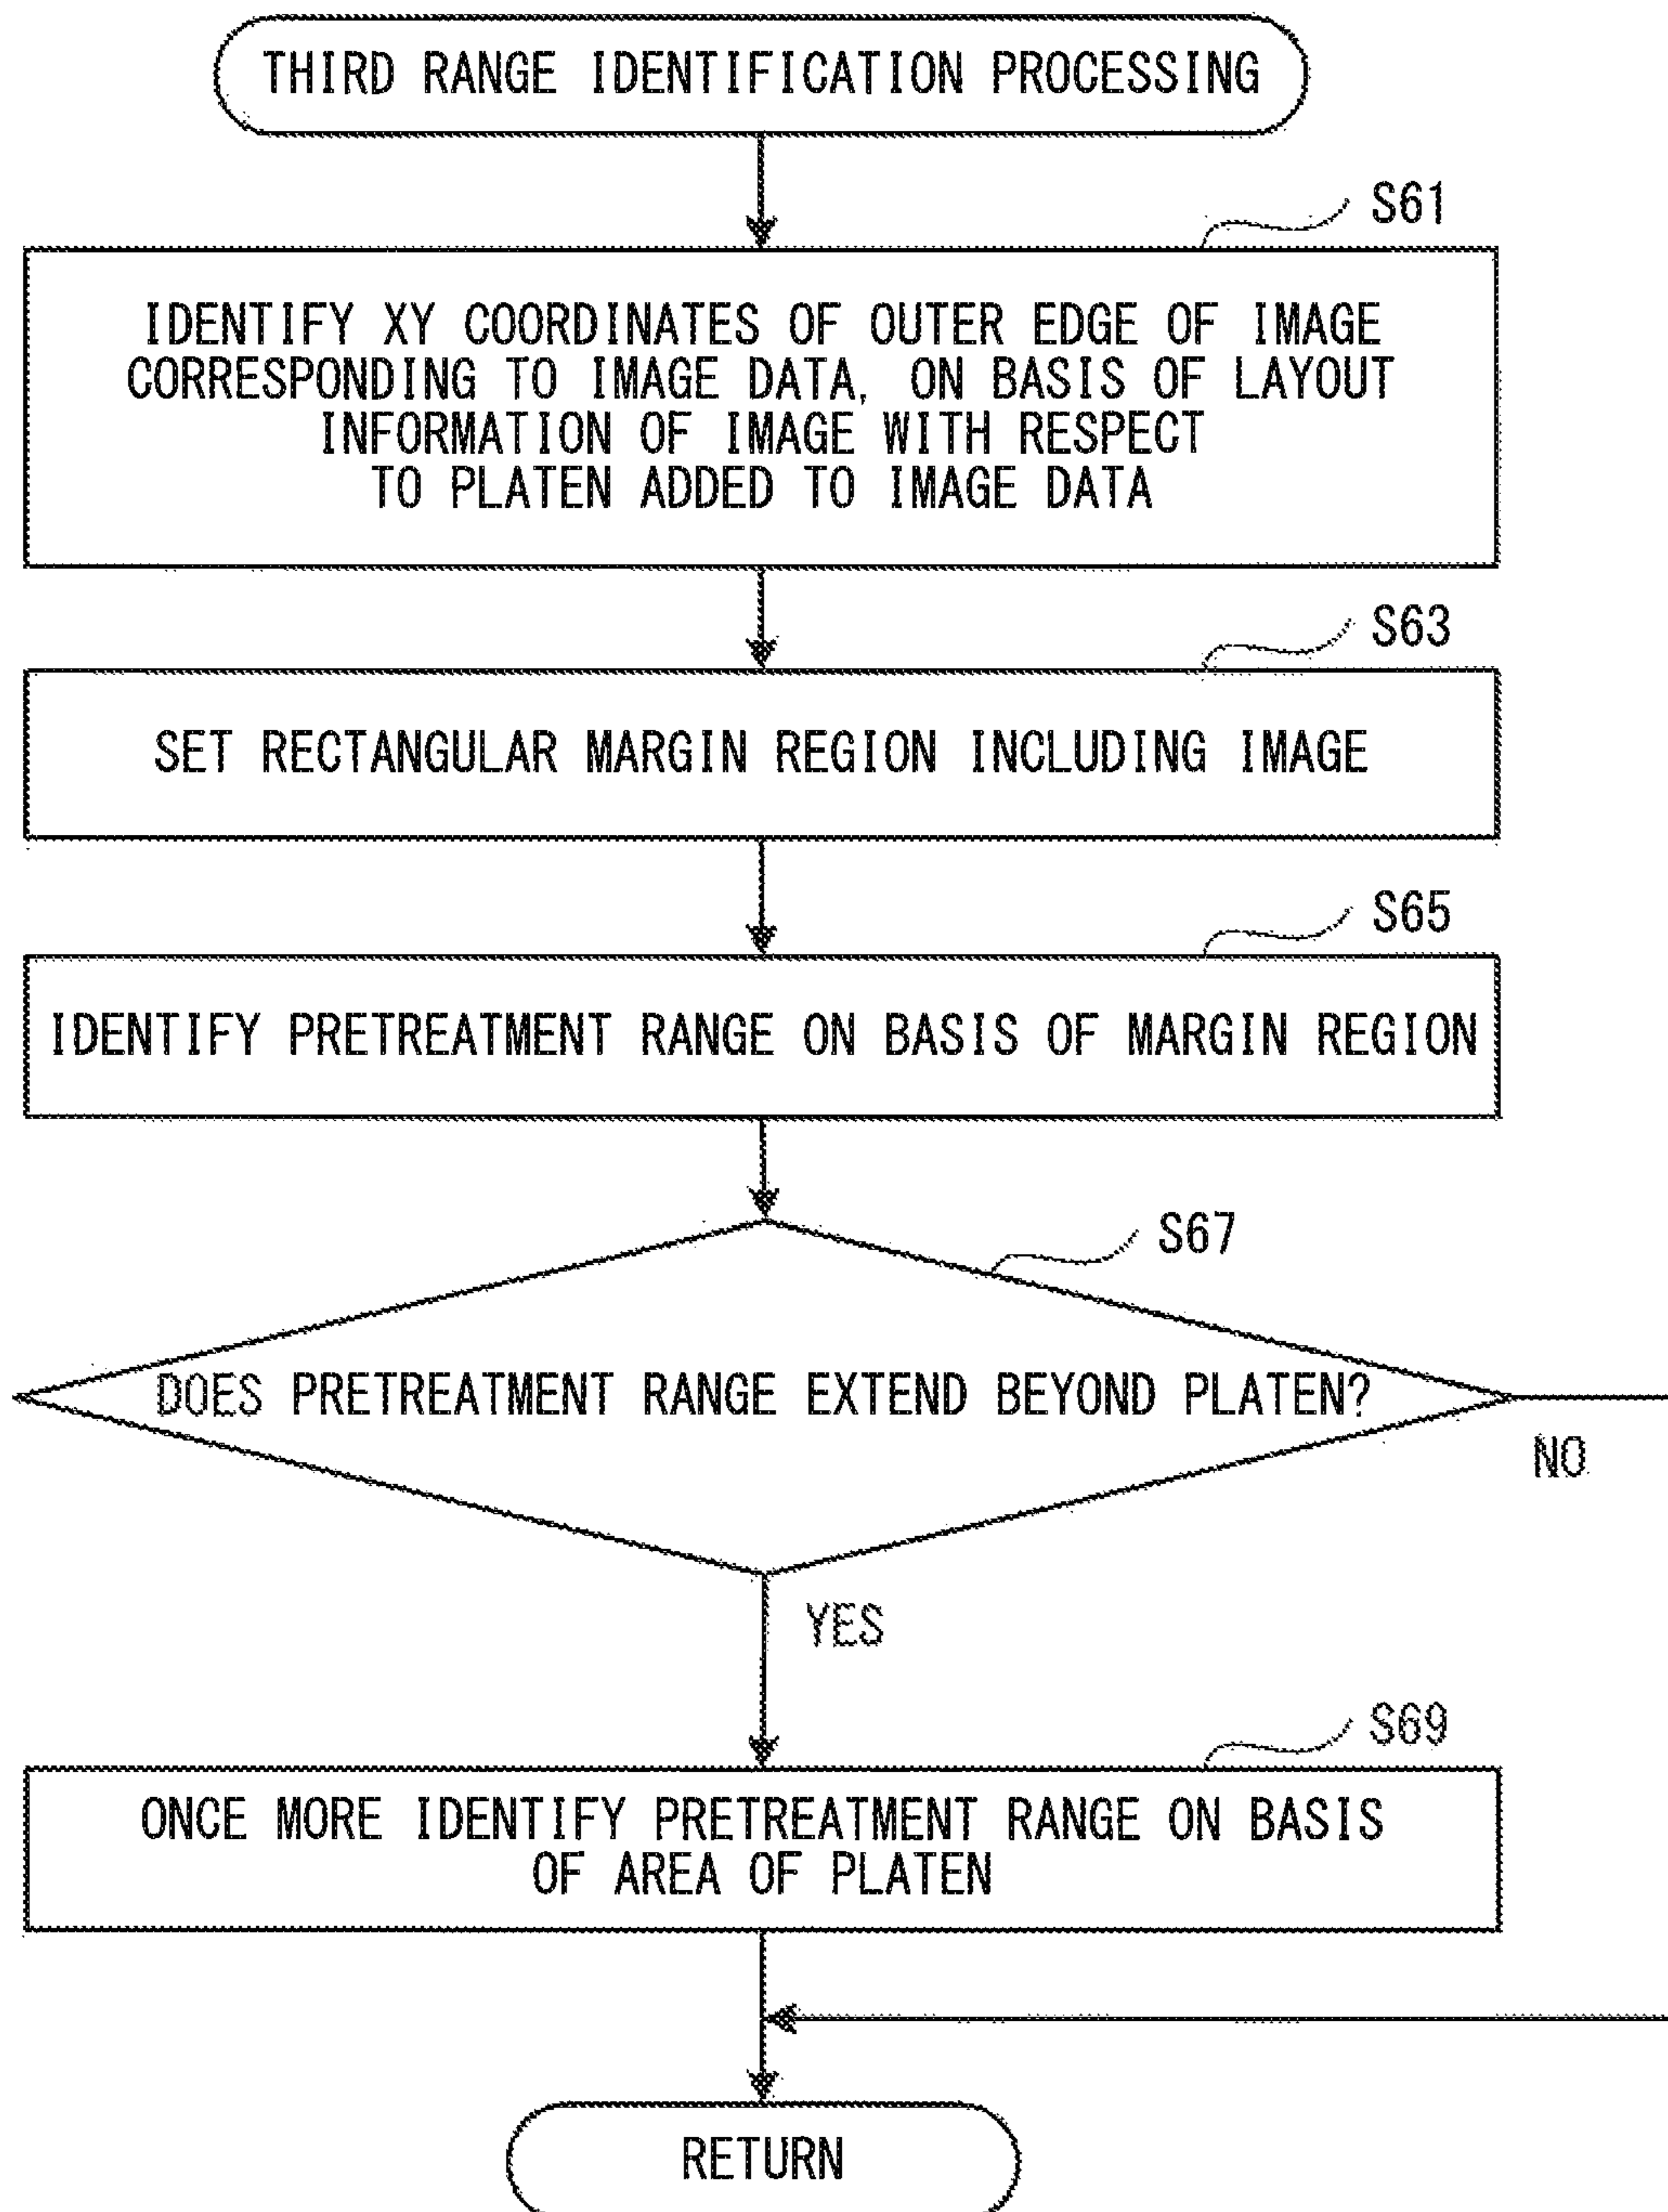 THIRD RANGE IDENTIFICATION PROCESSING
S61
IDENTIFY XY COORDINATES OF OUTER EDGE OF IMAGE
CORRESPONDING TO IMAGE DATA, ON BASIS OF LAYOUT
INFORMATION OF IMAGE WITH RESPECT
TO PLATEN ADDED TO IMAGE DATA
S63
SET RECTANGULAR MARGIN REGION INCLUDING IMAGE
S65
IDENTIFY PRETREATMENT RANGE ON BASIS OF MARGIN REGION
S67
DOES PRETREATMENT RANGE EXTEND BEYOND PLATEN?
NO
YES
S69
ONCE MORE IDENTIFY PRETREATMENT RANGE ON BASIS
OF AREA OF PLATEN
RETURN